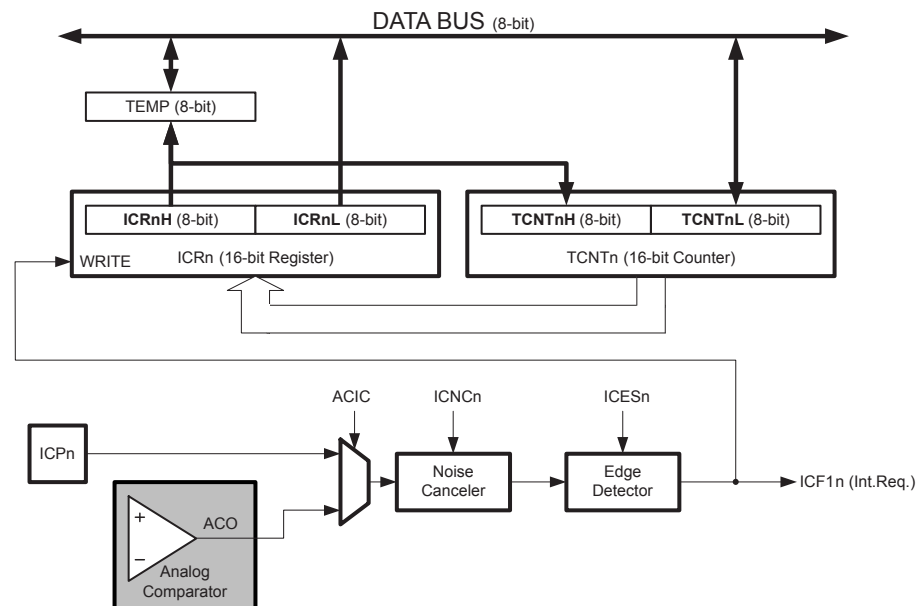 DATA BUS (8-bit)
TEMP (8-bit)
ICRnH (8-bit)
ICRnL (8-bit)
TCNTnH (8-bit)
TCNTnL (8-bit)
WRITE
ICRn (16-bit Register)
TCNTn (16-bit Counter)
ACIC
ICNCn
ICESn
ICPn
Noise
Canceler
Edge
Detector
ICF1n (Int.Req.)
+
ACO
−
Analog
Comparator